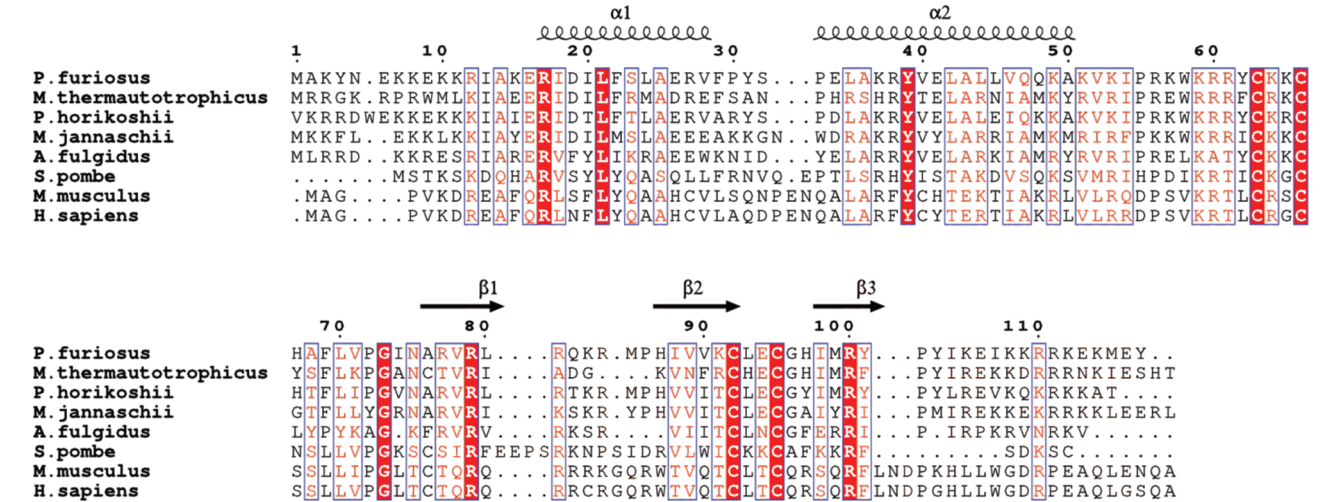 α1 α2
1 10 20 30 40 50 60
P.furiosus MAKYN.EKKEKKRIAKERIDILFSLAERVFPYS...PELAKRYVELALLVQQKAKVKIPRKWKRRYCKKC
M.thermautotrophicus MRRGK.RPRWMLKIAEERIDILFRMADREFSAN...PHRSHRYTELARNIAMKYRVRIPREWRRRFCRKC
P.horikoshii VKRRDWEKKEKKKIAIERIDTLFTLAERVARYS...PDLAKRYVELALEIQKKAKVKIPRKWKRRYCKRC
M.jannaschii MKKFL..EKKLKKIAYERIDILMSLAEEEAKKGN..WDRAKRYVYLARRIAMKMRIRFPKKWKRRICKKC
A.fulgidus MLRRD...KKRESRIARERVFYLIKRAEEWKNID...YELARRYVELARKIAMRYRVRIPRELKATYCKKC
S.pombe .......MSTKSKDQHARVSYLYQASQLLFRNVQ.EPTLSRHYISTAKDVSQKSVMRIHPDIKRTICKGC
M.musculus .MAG....PVKDREAFQRLSFLYQAAHCVLSQNPENQALARFYCHTEKTIAKRLVLRQDPSVKRTLCRSC
H.sapiens .MAG....PVKDREAFQRLNFLYQAAHCVLAQDPENQALARFYCYTERTIAKRLVLRRDPSVKRTLCRGC
β1 β2 β3
70 80 90 100 110
P.furiosus HAFLVPGINARVRL....RQKR.MPHIVVKCLECGHIMRY...PYIKEIKKRRKEKMEY..
M.thermautotrophicus YSFLKPGANCTVRI....ADG....KVNFRCHECGHIMRF...PYIREKKDRRRNKIESHT
P.horikoshii HTFLIPGVNARVRL....RTKR.MPHVVITCLECGYIMRY...PYLREVKQKRKKAT....
M.jannaschii GTFLLYGRNARVRI....KSKR.YPHVVITCLECGAIYRI...PMIREKKEKRRKKLEERL
A.fulgidus LYPYKAG.KFRVRV....RKSR....VIITCLNCGFERRI...P.IRPKRVNRKV......
S.pombe NSLLVPGKSCSIRFEEPSRKNPSIDRVLWICKKCAFKKRF.........SDKSC.......
M.musculus SSLLIPGLTCTQRQ....RRRKGQRWTVQTCLTCQRSQRFLNDPKHLLWGDRPEAQLENQA
H.sapiens SSLLVPGLTCTQRQ....RRCRGQRWTVQTCLTCQRSQRFLNDPGHLLWGDRPEAQLGSQA